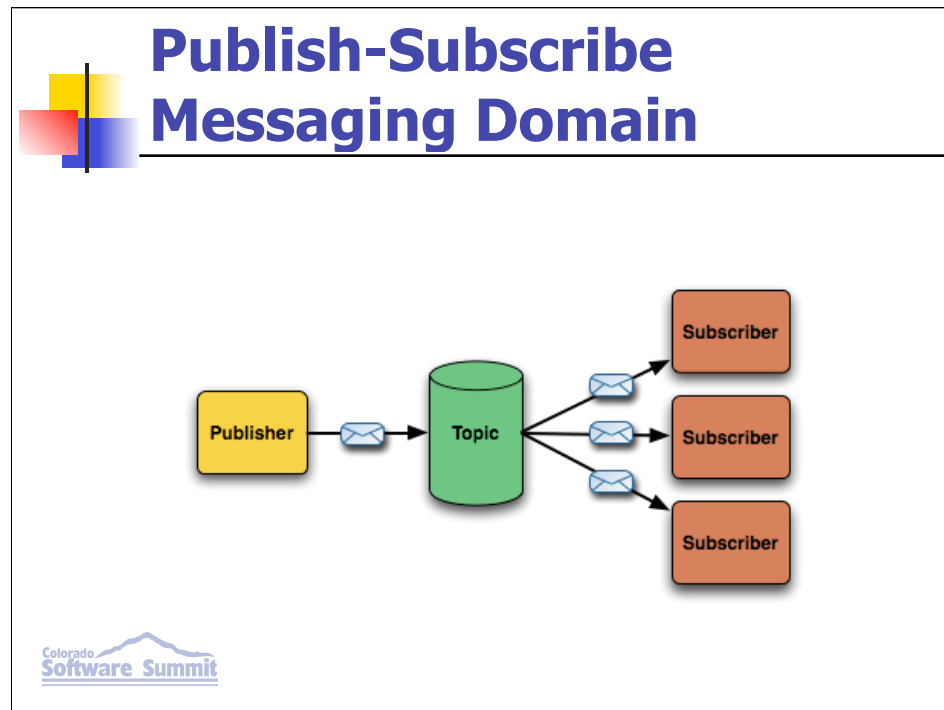 Publish-Subscribe
Messaging Domain
Publisher
Topic
Subscriber
Subscriber
Subscriber
Colorado
Software Summit